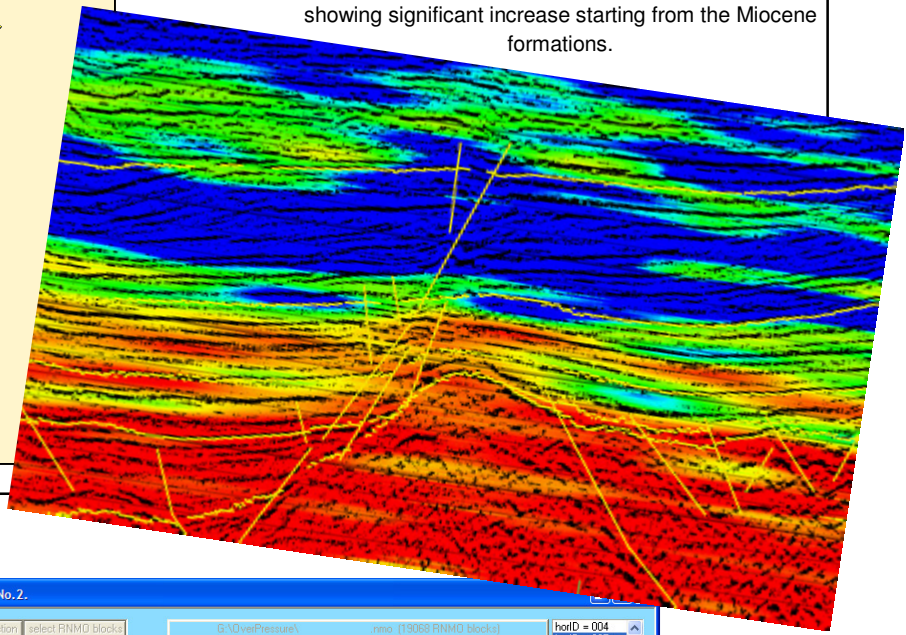 showing significant increase starting from the Miocene
formations.
No.2.
select RNMO blocks
G:\OverPressure\ .nmo (19068 RNMO blocks)
horID = 004